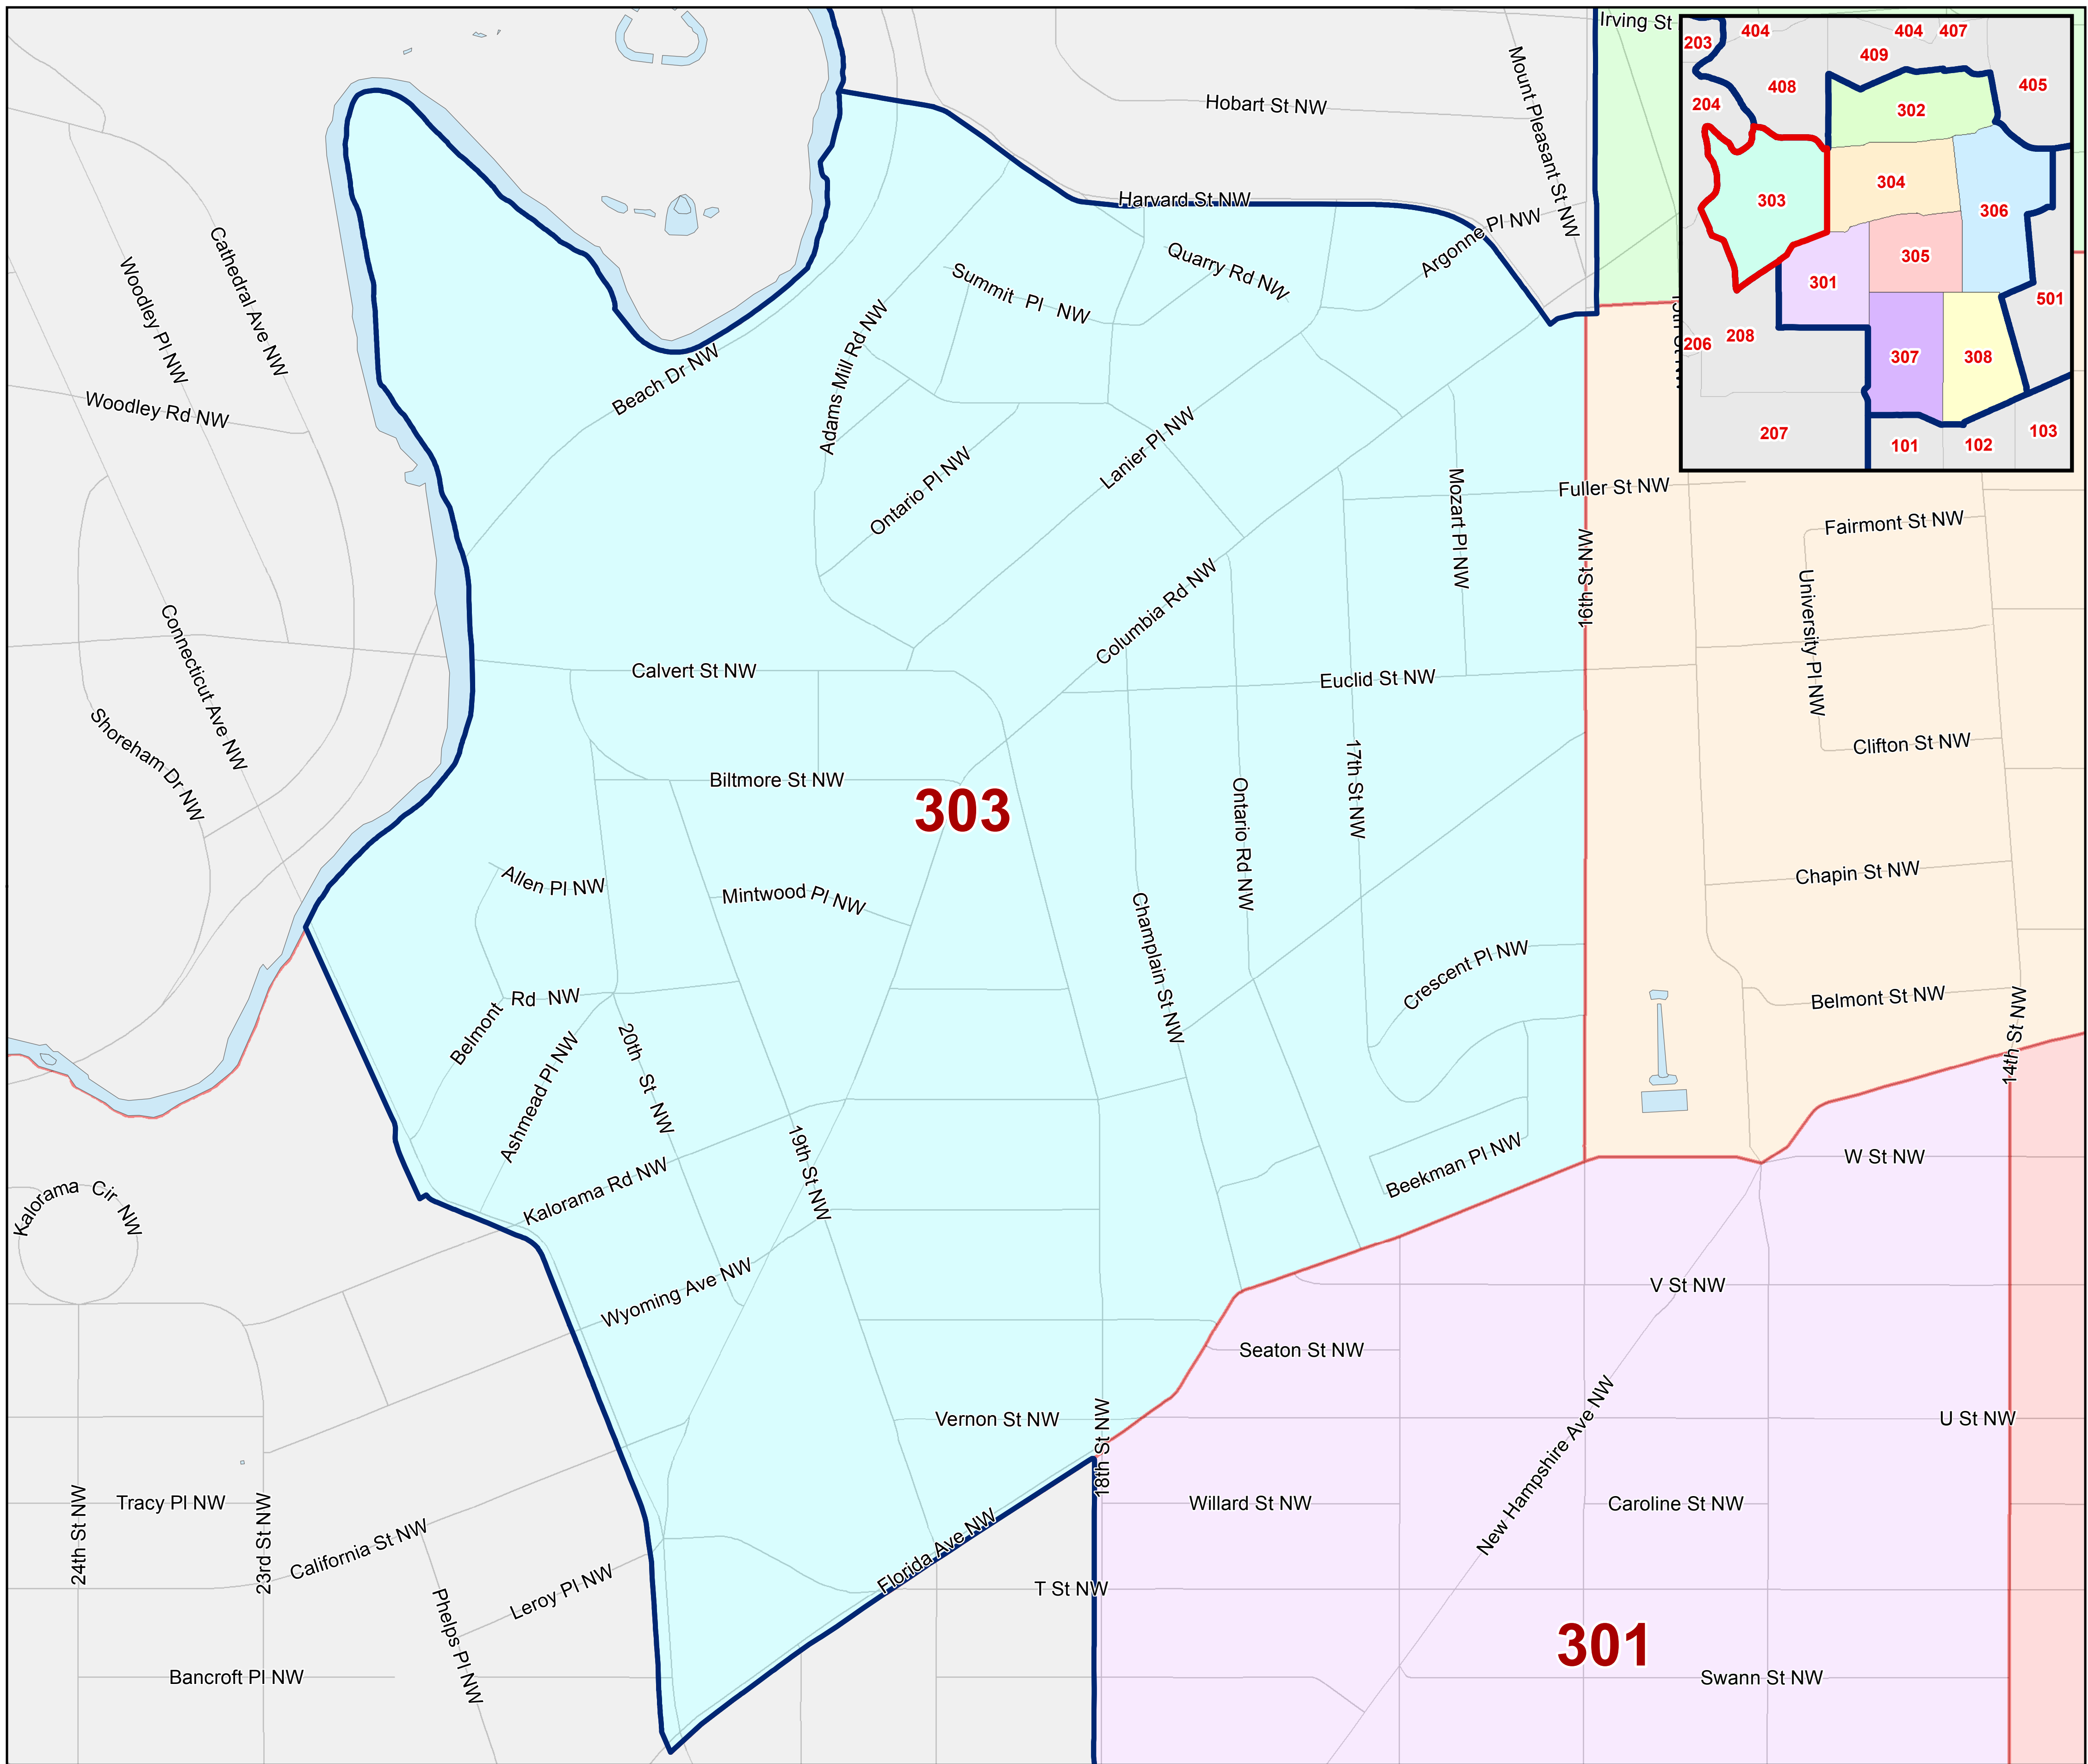 Irving St
Mount Pleasant St NW
Hobart St NW
Harvard St NW
Argonne Pl NW
Quarry Rd NW
Summit Pl NW
Adams Mill Rd NW
Beach Dr NW
Cathedral Ave NW
Woodley Pl NW
Woodley Rd NW
Ontario Pl NW
Lanier Pl NW
Mozart Pl NW
Fuller St NW
Fairmont St NW
16th St NW
University Pl NW
Columbia Rd NW
Connecticut Ave NW
Calvert St NW
Euclid St NW
Shoreham Dr NW
Clifton St NW
Biltmore St NW
303
17th St NW
Ontario Rd NW
Allen Pl NW
Mintwood Pl NW
Chapin St NW
Champlain St NW
Crescent Pl NW
Belmont Rd NW
Belmont St NW
14th St NW
Ashmead Pl NW
20th St NW
19th St NW
Kalorama Rd NW
Beekman Pl NW
W St NW
Kalorama Cir NW
Wyoming Ave NW
V St NW
Seaton St NW
Vernon St NW
18th St NW
New Hampshire Ave NW
U St NW
24th St NW
Tracy Pl NW
23rd St NW
California St NW
Willard St NW
Caroline St NW
Florida Ave NW
Leroy Pl NW
T St NW
Phelps Pl NW
301
Bancroft Pl NW
Swann St NW
203
404
404
407
409
408
405
204
302
303
304
306
305
301
501
206
208
307
308
207
101
102
103